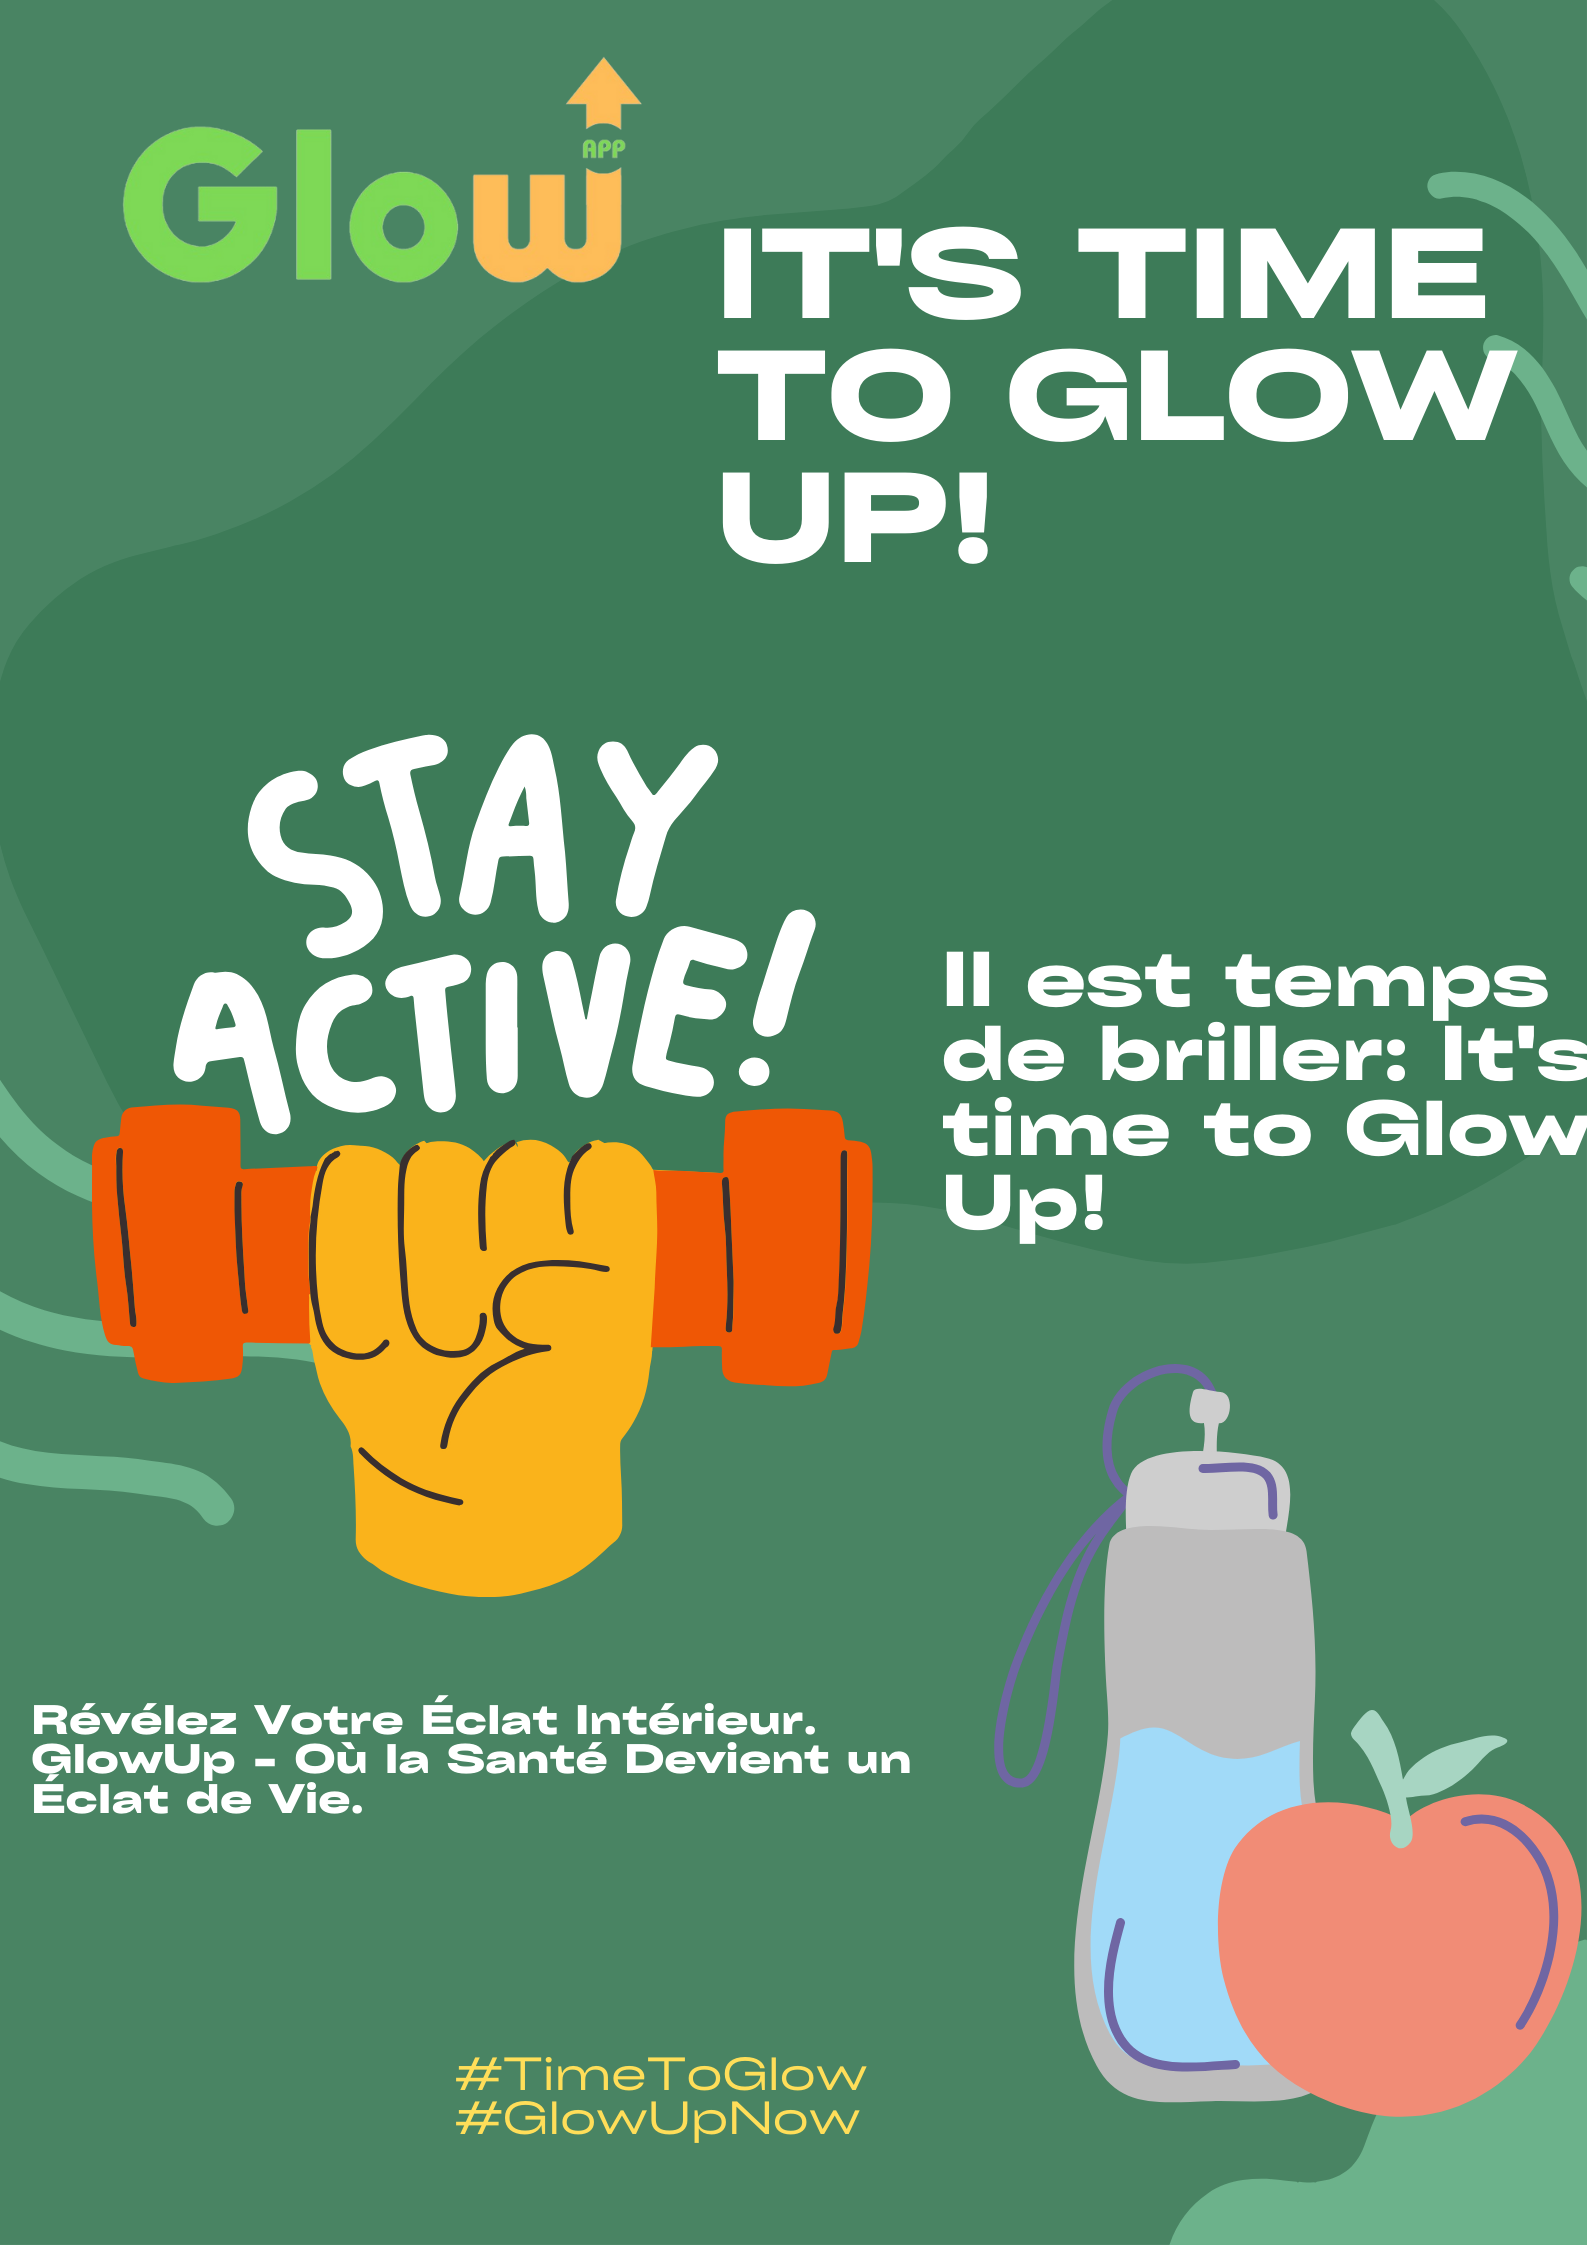 Glow
APP
IT'S TIME
TO GLOW
UP!
STAY
ACTIVE!
Il est temps
de briller: It's
time to Glow
Up!
Révélez Votre Éclat Intérieur.
GlowUp - Où la Santé Devient un
Éclat de Vie.
#TimeToGlow
#GlowUpNow